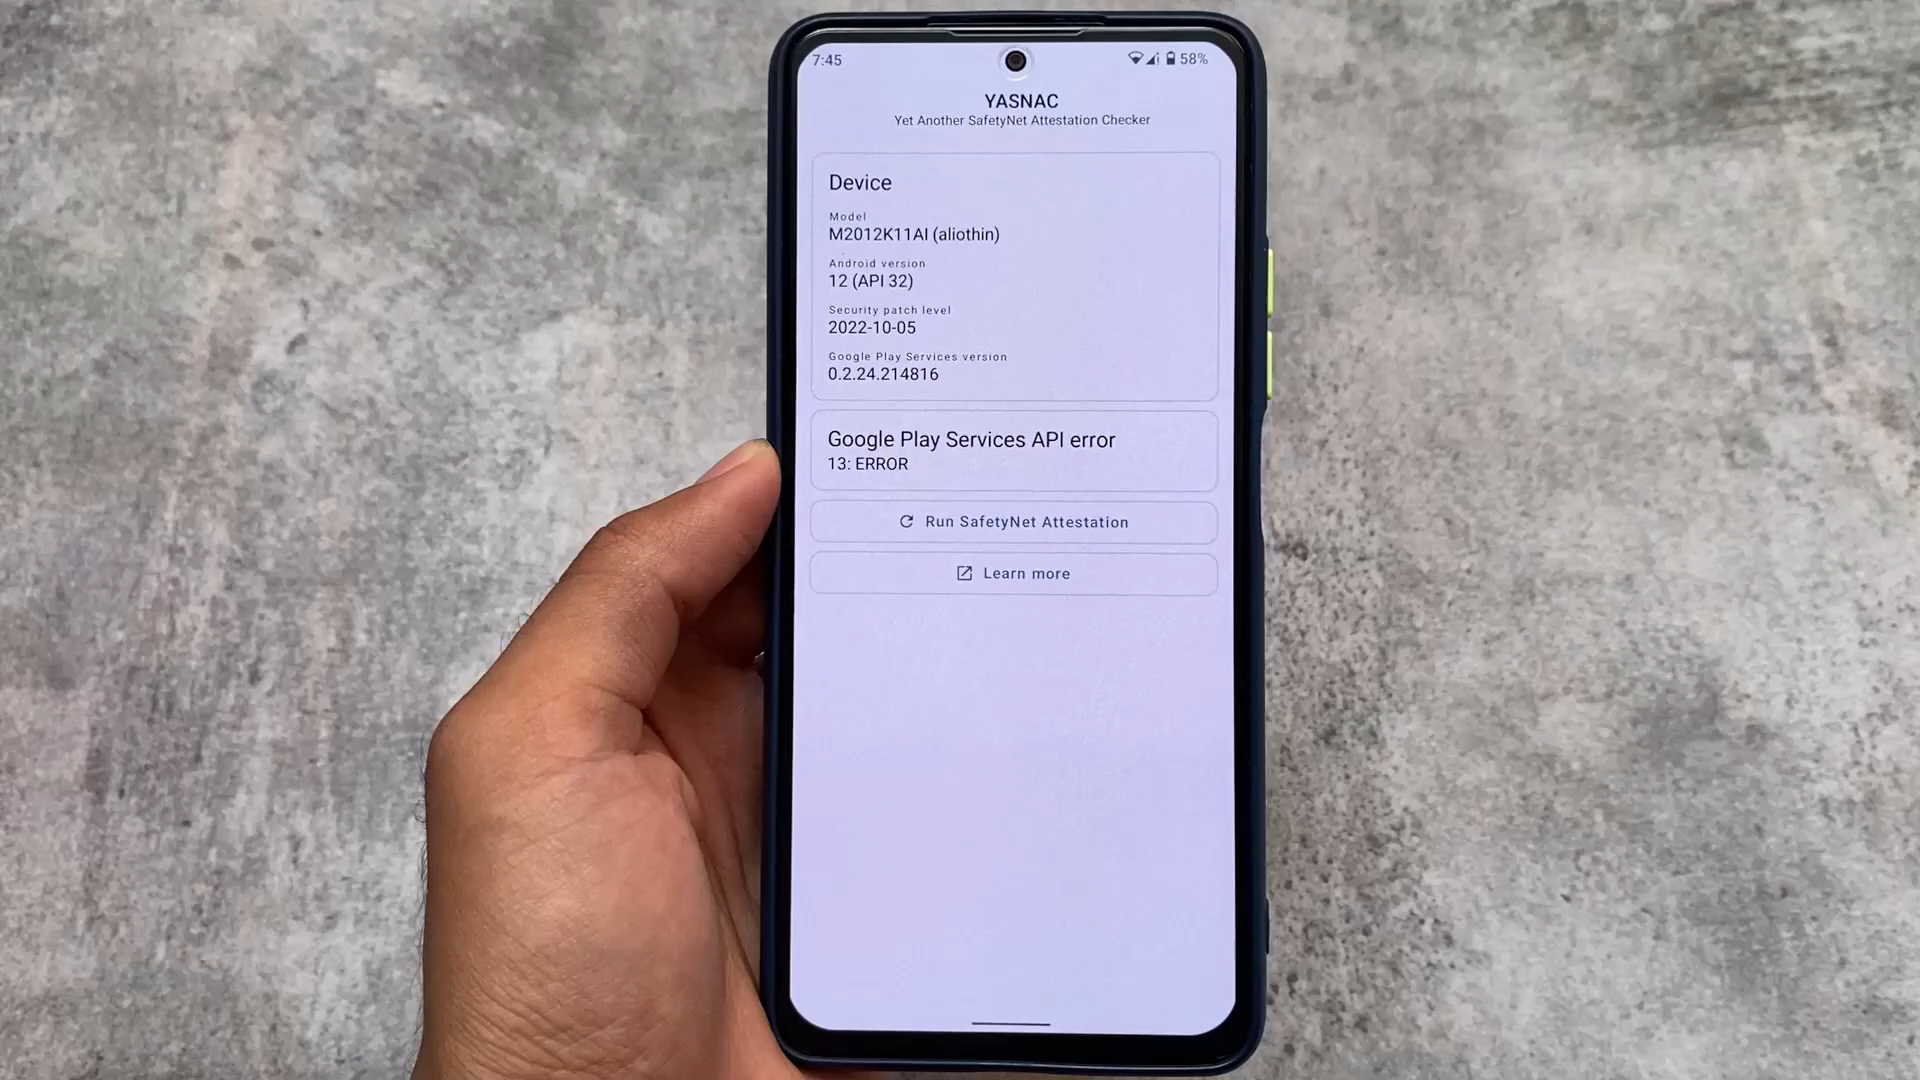 7:45
58%
YASNAC
Yet Another SafetyNet Attestation Checker
Device
Model
M2012K11AI (aliothin)
Android version
12 (API 32)
Security patch level
2022-10-05
Google Play Services version
0.2.24.214816
Google Play Services API error
13: ERROR
Run SafetyNet Attestation
Learn more